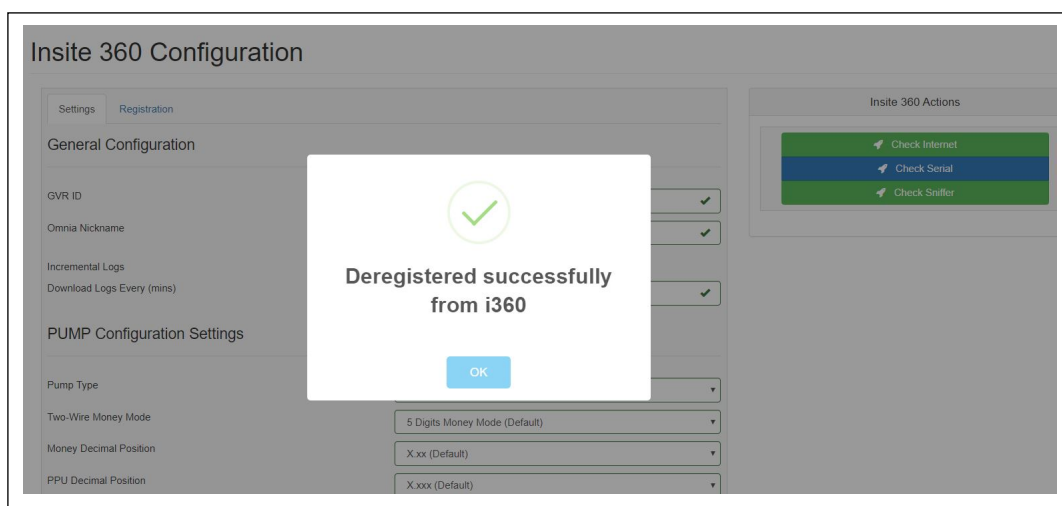 Insite 360 Configuration
Settings Registration
General Configuration
GVR ID
Omnia Nickname
Incremental Logs
Download Logs Every (mins)
PUMP Configuration Settings
Pump Type
Two-Wire Money Mode
5 Digits Money Mode (Default)
Money Decimal Position
X.xx (Default)
PPU Decimal Position
X.xxx (Default)
Deregistered successfully
from i360
OK
Insite 360 Actions
Check Internet
Check Serial
Check Sniffer